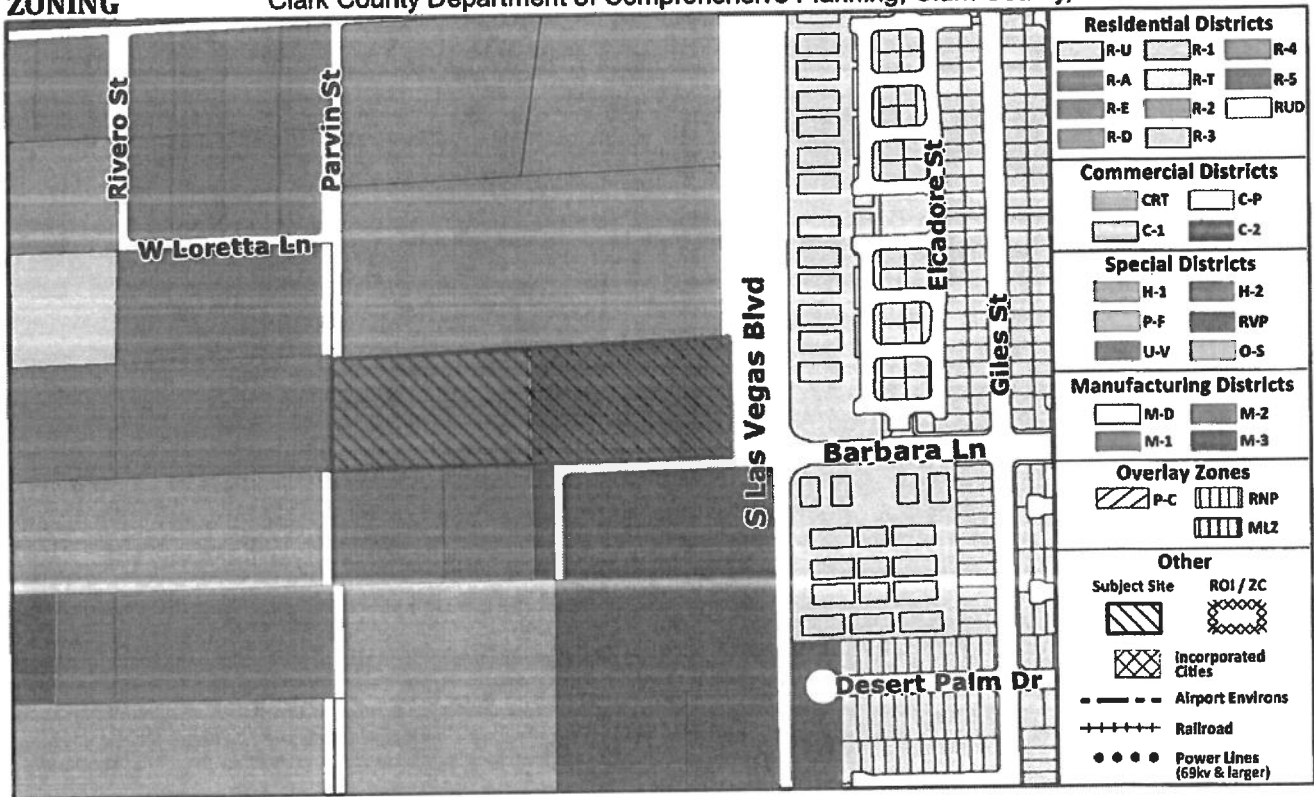 ZONING
Clark County Department of Comprehensive Planning, Clark County,
Rivero St
Parvin St
W Loretta Ln
S Las Vegas Blvd
Elcadore St
Giles St
Barbara Ln
Desert Palm Dr
Residential Districts
R-U R-1 R-4
R-A R-T R-5
R-E R-2 RUD
R-D R-3
Commercial Districts
CRT C-P
C-1 C-2
Special Districts
H-1 H-2
P-F RVP
U-V O-S
Manufacturing Districts
M-D M-2
M-1 M-3
Overlay Zones
P-C RNP
MLZ
Other
Subject Site ROI / ZC
Incorporated
Cities
Airport Environs
Railroad
Power Lines
(69kv & larger)